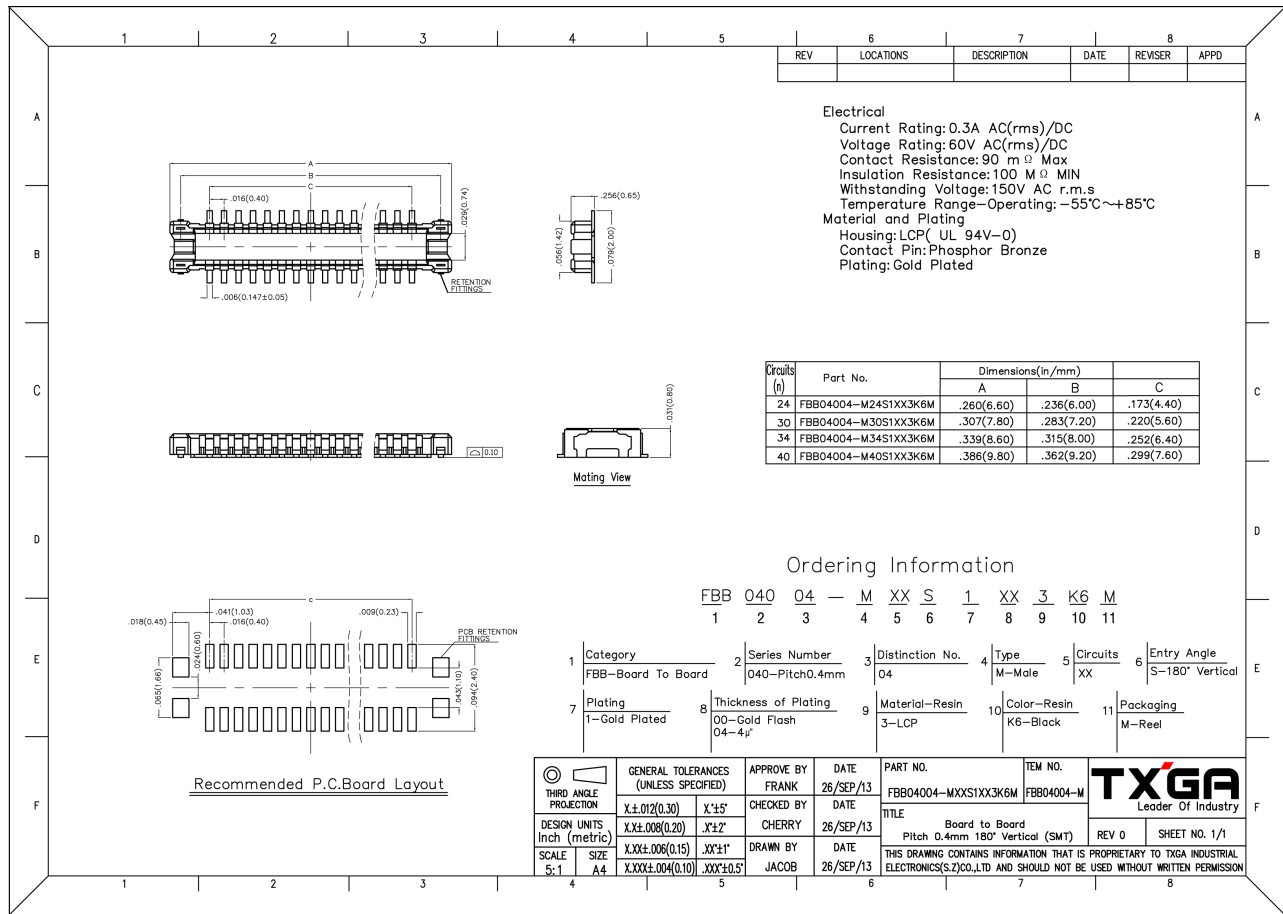 1 2 3 4 5 6 7 8
REV LOCATIONS DESCRIPTION DATE REVISER APPD
A A
Electrical
Current Rating:0.3A AC(rms)/DC
Voltage Rating:60V AC(rms)/DC
Contact Resistance:90 mΩ Max
Insulation Resistance:100 MΩ MIN
Withstanding Voltage:150V AC r.m.s
Temperature Range-Operating:-55°C~+85°C
Material and Plating
Housing:LCP( UL 94V-0)
Contact Pin:Phosphor Bronze
Plating:Gold Plated
A
B
C
.016(0.40)
.029(0.74)
.006(0.147±0.05)
RETENTION
FITTINGS
.256(0.65)
.056(1.42)
.079(2.00)
B B
C C
0.10
.031(0.80)
Mating View
Circuits (n) Part No. Dimensions(in/mm)
A B C
24 FBB04004-M24S1XX3K6M .260(6.60) .236(6.00) .173(4.40)
30 FBB04004-M30S1XX3K6M .307(7.80) .283(7.20) .220(5.60)
34 FBB04004-M34S1XX3K6M .339(8.60) .315(8.00) .252(6.40)
40 FBB04004-M40S1XX3K6M .386(9.80) .362(9.20) .299(7.60)
D D
Ordering Information
FBB 040 04 - M XX S 1 XX 3 K6 M
1 2 3 4 5 6 7 8 9 10 11
1 Category
FBB-Board To Board
2 Series Number
040-Pitch0.4mm
3 Distinction No.
04
4 Type
M-Male
5 Circuits
XX
6 Entry Angle
S-180° Vertical
7 Plating
1-Gold Plated
8 Thickness of Plating
00-Gold Flash
04-4µ"
9 Material-Resin
3-LCP
10 Color-Resin
K6-Black
11 Packaging
M-Reel
E E
c
.041(1.03)
.016(0.40)
.009(0.23)
.018(0.45)
.024(0.60)
.065(1.66)
.043(1.10)
.094(2.40)
PCB RETENTION
FITTINGS
Recommended P.C.Board Layout
F F
THIRD ANGLE
PROJECTION
DESIGN UNITS
Inch (metric)
SCALE SIZE
5:1 A4
GENERAL TOLERANCES
(UNLESS SPECIFIED)
X.±.012(0.30) X.°±5°
X.X±.008(0.20) .X°±2°
X.XX±.006(0.15) .XX°±1°
X.XXX±.004(0.10) .XXX°±0.5°
APPROVE BY DATE
FRANK 26/SEP/13
CHECKED BY DATE
CHERRY 26/SEP/13
DRAWN BY DATE
JACOB 26/SEP/13
PART NO. TEM NO.
FBB04004-MXXS1XX3K6M FBB04004-M
TITLE
Board to Board
Pitch 0.4mm 180° Vertical (SMT)
TXGA
Leader Of Industry
REV 0 SHEET NO. 1/1
THIS DRAWING CONTAINS INFORMATION THAT IS PROPRIETARY TO TXGA INDUSTRIAL
ELECTRONICS(S.Z)CO.,LTD AND SHOULD NOT BE USED WITHOUT WRITTEN PERMISSION
1 2 3 4 5 6 7 8